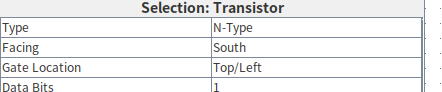 Selection: Transistor
Type N-Type
Facing South
Gate Location Top/Left
Data Bits 1